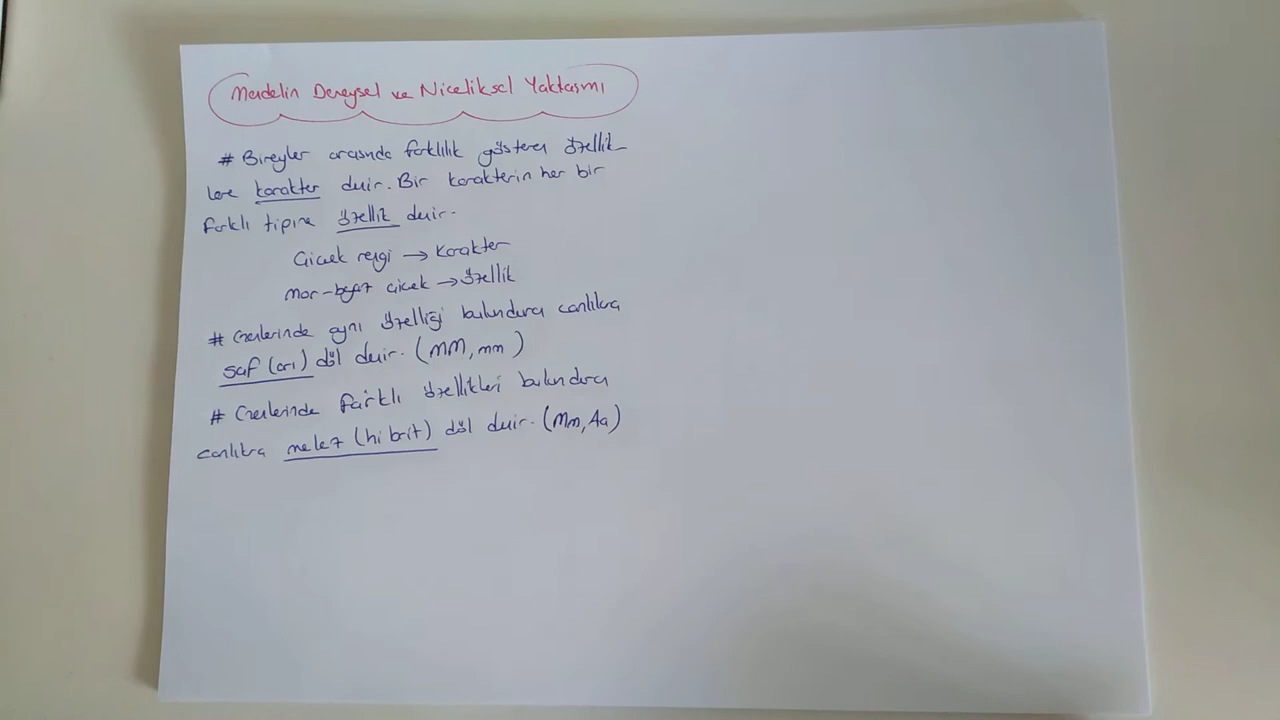 Mendelin Deneysel ve Niceliksel Yaklaşımı
# Bireyler arasında farklılık gösteren özellik
lere karakter denir. Bir karakterin her bir
farklı tipine özellik denir.
Çiçek rengi → Karakter
Mor-beyaz çiçek → özellik
# Genlerinde aynı özelliği bulunduran canlılara
saf (arı) döl denir. (MM, mm)
# Genlerinde farklı özellikleri bulunduran
canlılara melez (hibrit) döl denir. (Mm, Aa)